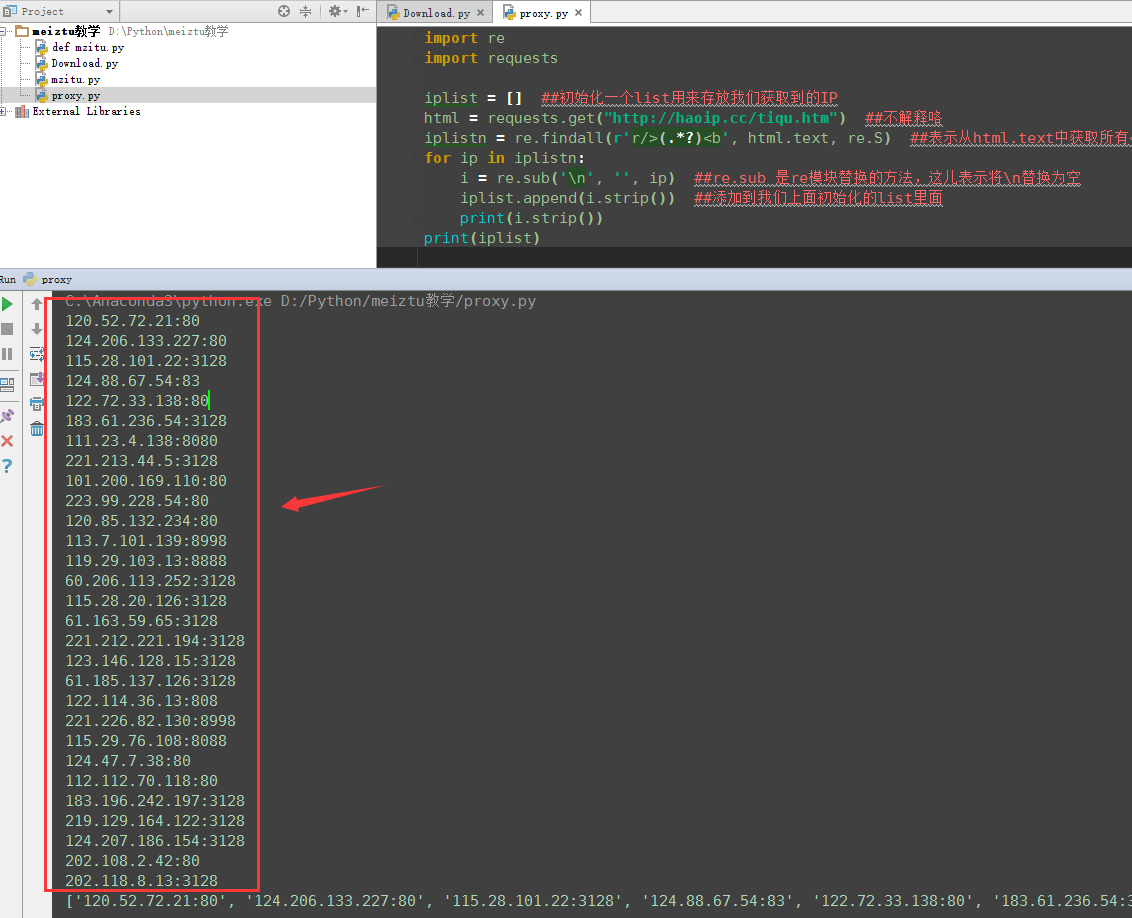 Project
Download.py
proxy.py
meiztu教学 D:\Python\meiztu教学
def mzitu.py
Download.py
mzitu.py
proxy.py
External Libraries
import re
import requests
iplist = [] ##初始化一个list用来存放我们获取到的IP
html = requests.get("http://haoip.cc/tiqu.htm") ##不解释咯
iplistn = re.findall(r'r/>(.*?)<b', html.text, re.S) ##表示从html.text中获取所有
for ip in iplistn:
i = re.sub('\n', '', ip) ##re.sub 是re模块替换的方法，这儿表示将\n替换为空
iplist.append(i.strip()) ##添加到我们上面初始化的list里面
print(i.strip())
print(iplist)
Run proxy
C:\Anaconda3\python.exe D:/Python/meiztu教学/proxy.py
120.52.72.21:80
124.206.133.227:80
115.28.101.22:3128
124.88.67.54:83
122.72.33.138:80
183.61.236.54:3128
111.23.4.138:8080
221.213.44.5:3128
101.200.169.110:80
223.99.228.54:80
120.85.132.234:80
113.7.101.139:8998
119.29.103.13:8888
60.206.113.252:3128
115.28.20.126:3128
61.163.59.65:3128
221.212.221.194:3128
123.146.128.15:3128
61.185.137.126:3128
122.114.36.13:808
221.226.82.130:8998
115.29.76.108:8088
124.47.7.38:80
112.112.70.118:80
183.196.242.197:3128
219.129.164.122:3128
124.207.186.154:3128
202.108.2.42:80
202.118.8.13:3128
['120.52.72.21:80', '124.206.133.227:80', '115.28.101.22:3128', '124.88.67.54:83', '122.72.33.138:80', '183.61.236.54:3